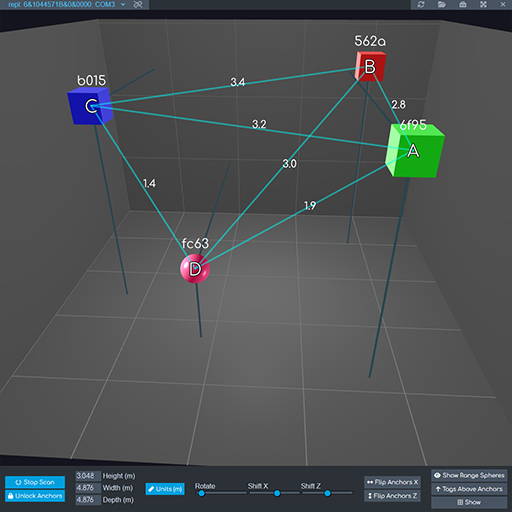 repl 6&1044571B&0&0000 COM3
562a
B
b015
C
3.4
2.8
6f95
A
3.2
3.0
1.4
1.9
fc63
D
Stop Scan
Unlock Anchors
3.048 Height (m)
4.876 Width (m)
4.876 Depth (m)
Units (m)
Rotate
Shift X
Shift Z
Flip Anchors X
Flip Anchors Z
Show Range Spheres
Tags Above Anchors
Show